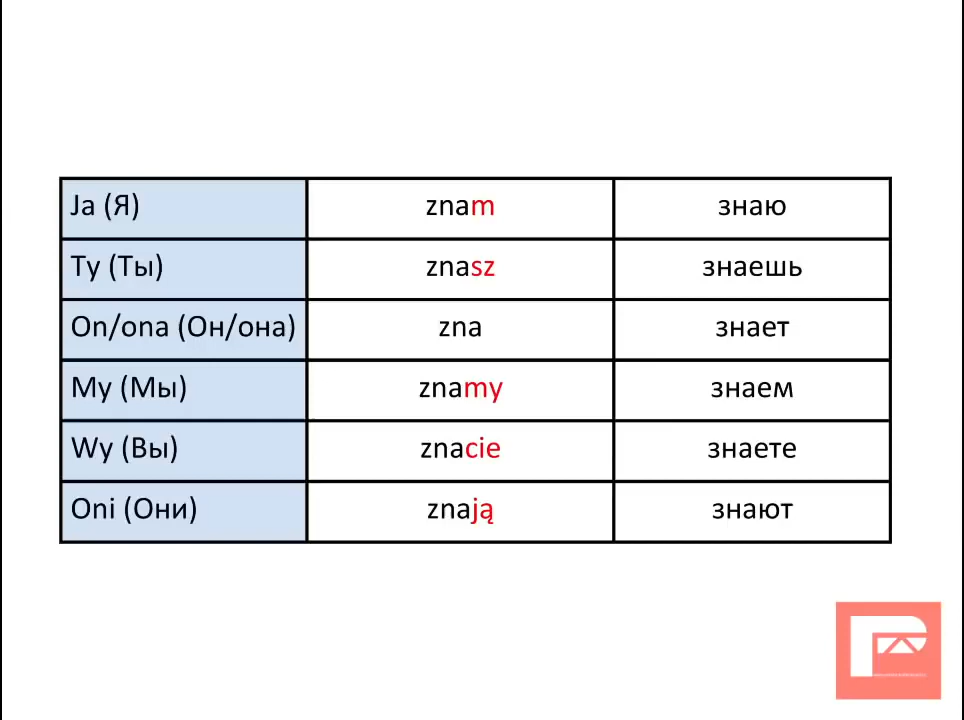 Ja (Я) znam знаю
Ty (Ты) znasz знаешь
On/ona (Он/она) zna знает
My (Мы) znamy знаем
Wy (Вы) znacie знаете
Oni (Они) znają знают